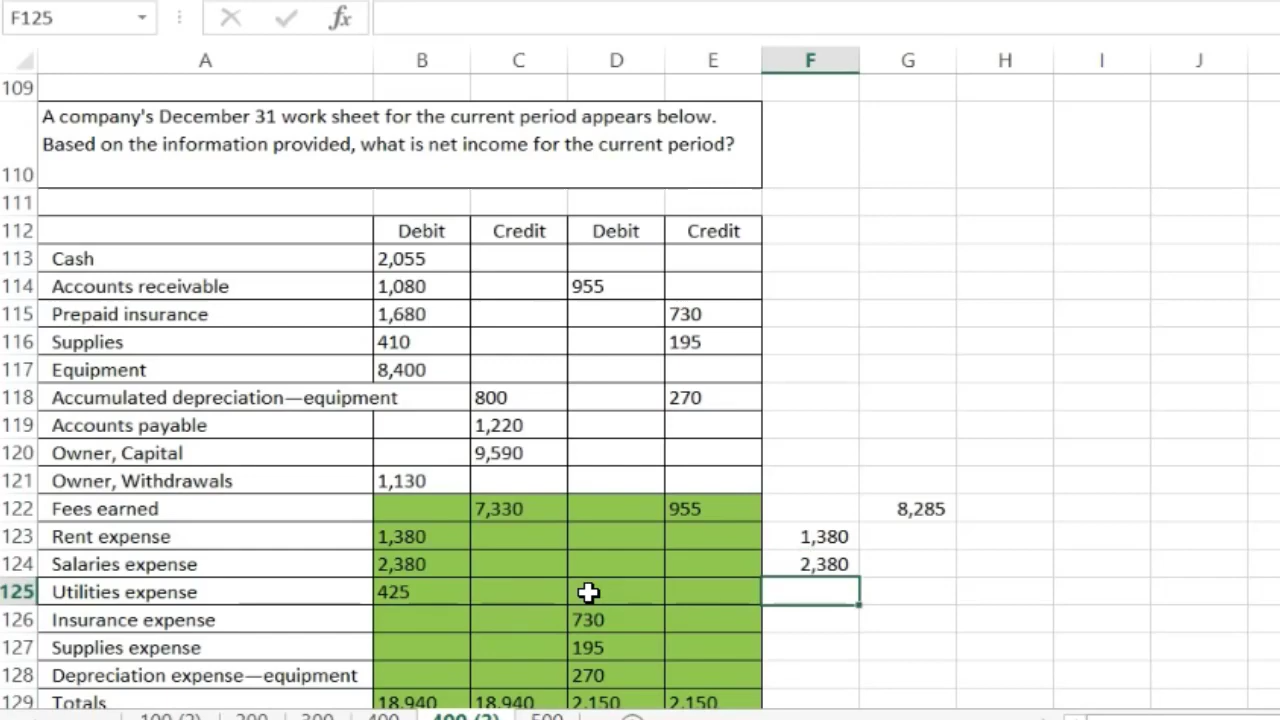 F125 fx
A B C D E F G H I J
109
A company's December 31 work sheet for the current period appears below.
Based on the information provided, what is net income for the current period?
110
111
112 Debit Credit Debit Credit
113 Cash 2,055
114 Accounts receivable 1,080 955
115 Prepaid insurance 1,680 730
116 Supplies 410 195
117 Equipment 8,400
118 Accumulated depreciation—equipment 800 270
119 Accounts payable 1,220
120 Owner, Capital 9,590
121 Owner, Withdrawals 1,130
122 Fees earned 7,330 955 8,285
123 Rent expense 1,380 1,380
124 Salaries expense 2,380 2,380
125 Utilities expense 425
126 Insurance expense 730
127 Supplies expense 195
128 Depreciation expense—equipment 270
129 Totals 18,940 18,940 2,150 2,150
100 (2) 200 300 400 400 (2) 500